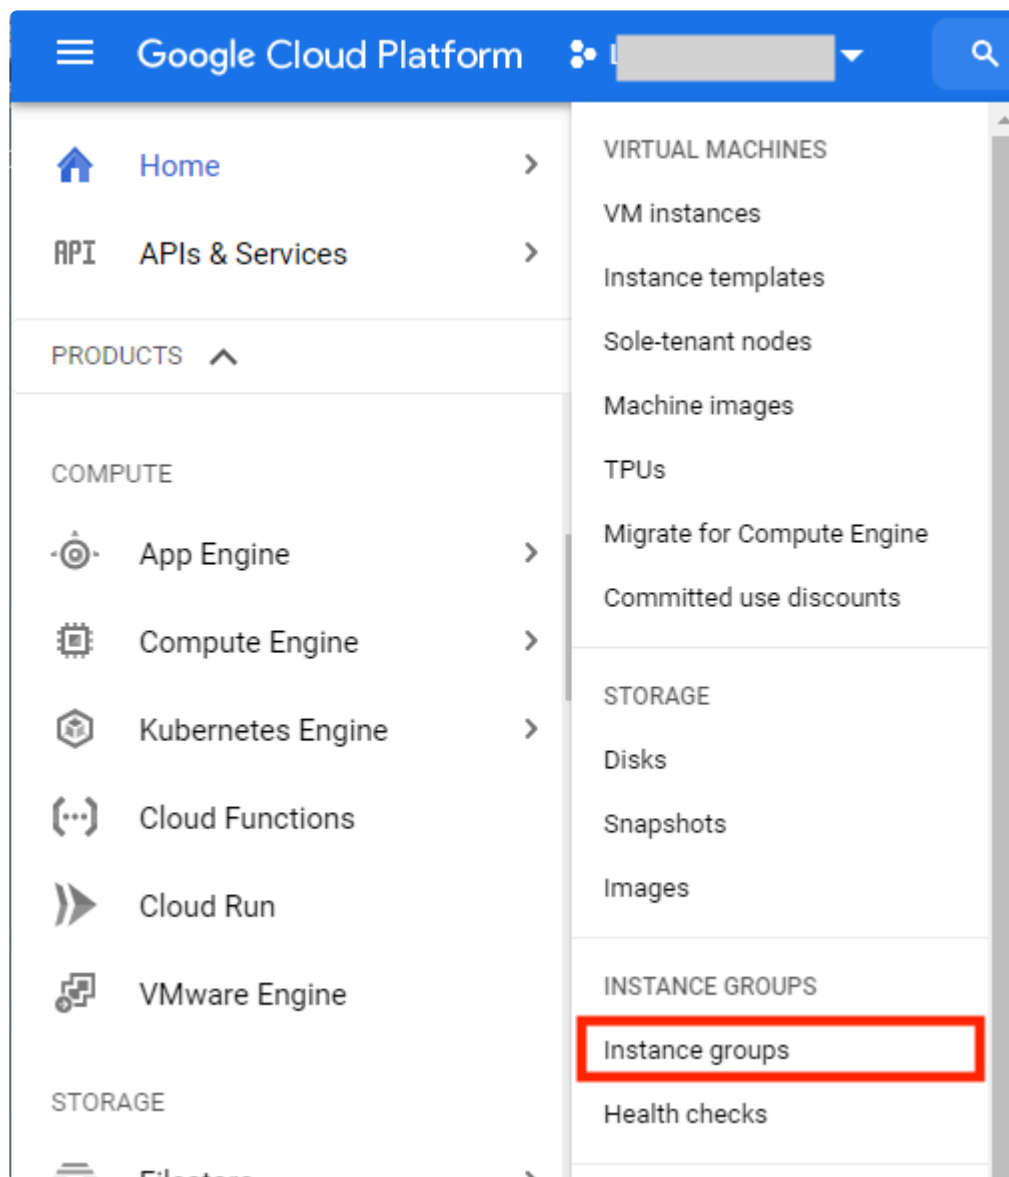 Google Cloud Platform
Home
API APIs & Services
PRODUCTS
COMPUTE
App Engine
Compute Engine
Kubernetes Engine
Cloud Functions
Cloud Run
VMware Engine
STORAGE
Filestore
VIRTUAL MACHINES
VM instances
Instance templates
Sole-tenant nodes
Machine images
TPUs
Migrate for Compute Engine
Committed use discounts
STORAGE
Disks
Snapshots
Images
INSTANCE GROUPS
Instance groups
Health checks